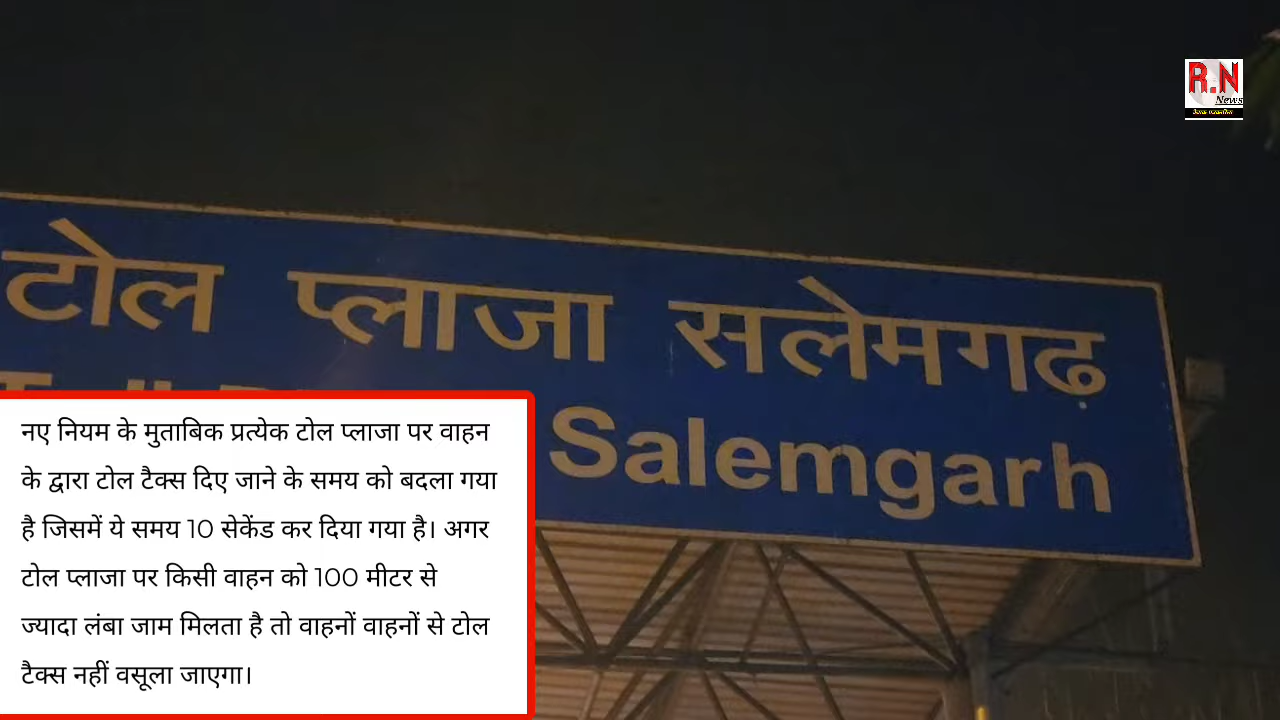 R.N
News
टोल प्लाजा सलेमगढ़
Salemgarh
नए नियम के मुताबिक प्रत्येक टोल प्लाजा पर वाहन
के द्वारा टोल टैक्स दिए जाने के समय को बदला गया
है जिसमें ये समय 10 सेकेंड कर दिया गया है। अगर
टोल प्लाजा पर किसी वाहन को 100 मीटर से
ज्यादा लंबा जाम मिलता है तो वाहनों वाहनों से टोल
टैक्स नहीं वसूला जाएगा।